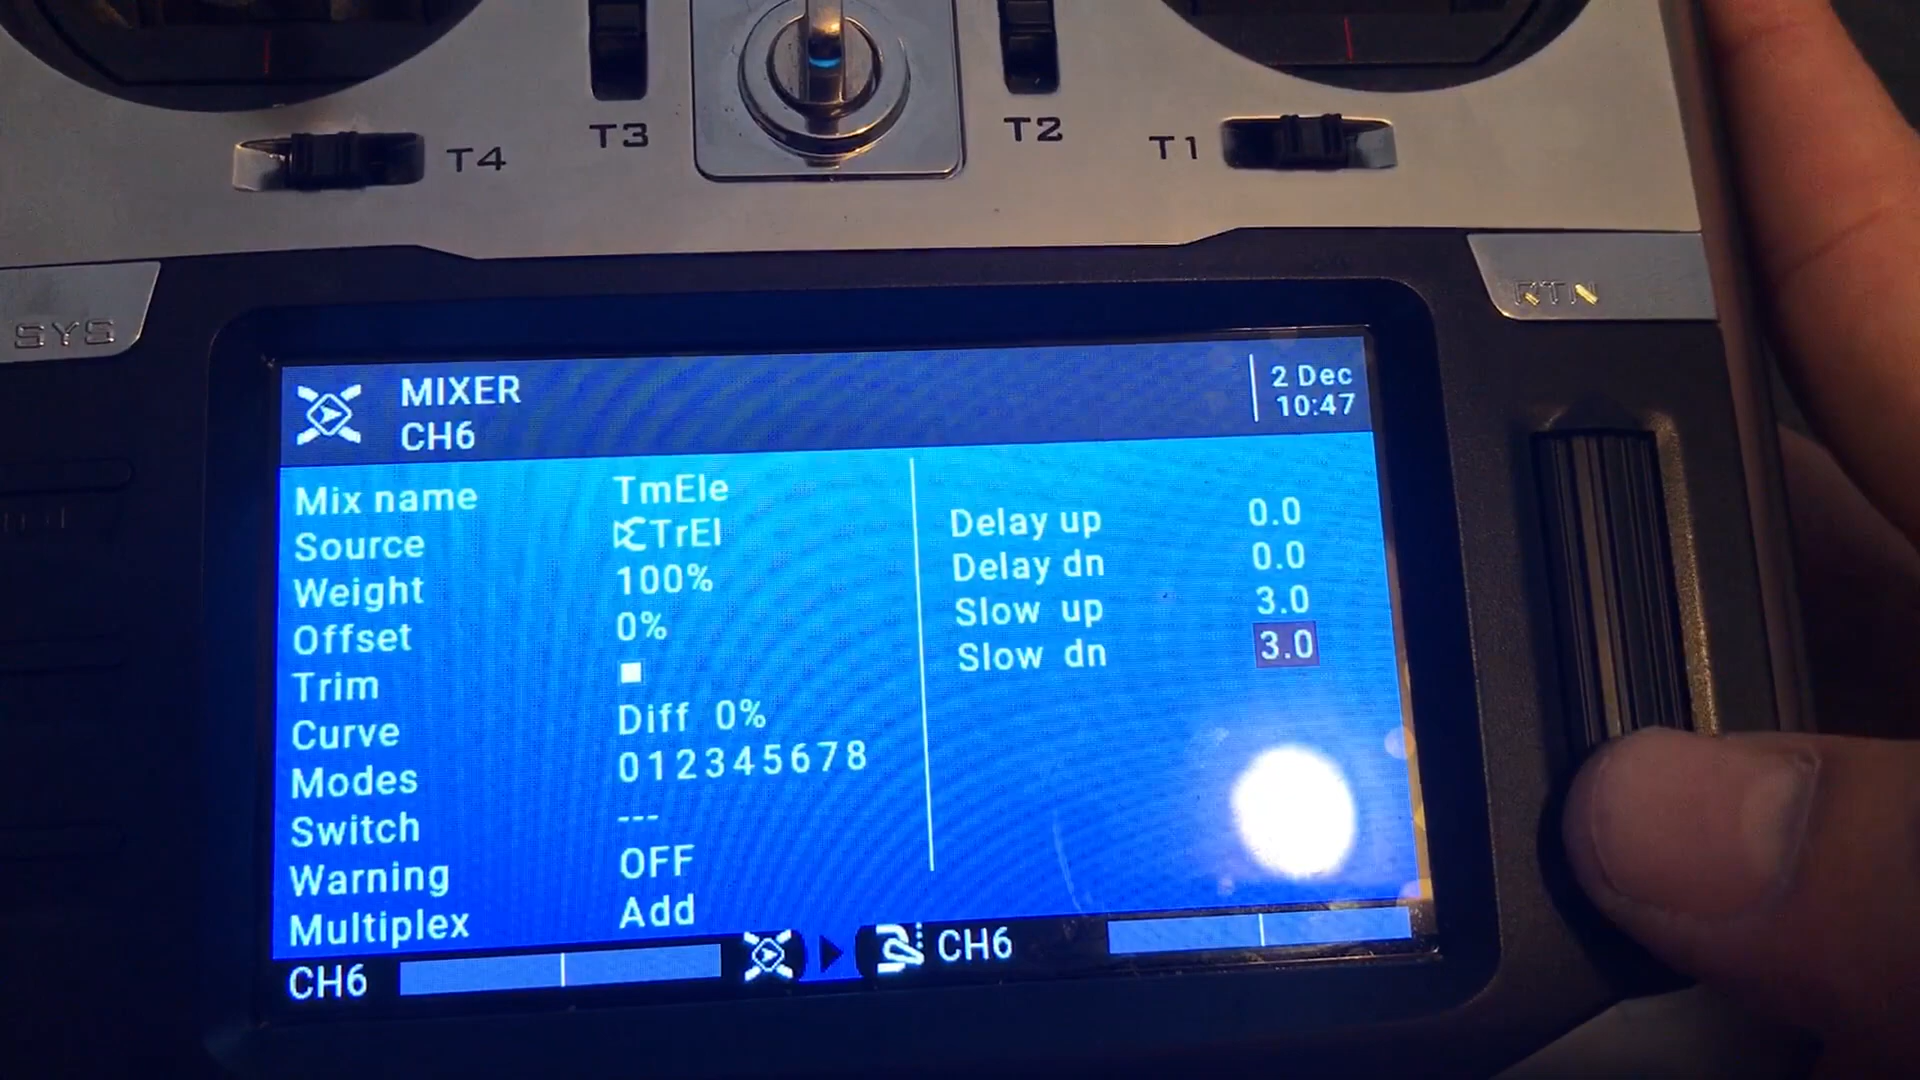 T4
T3
T2
T1
SYS
RTN
MIXER
CH6
2 Dec
10:47
Mix name TmEle
Source TrEl
Weight 100%
Offset 0%
Trim
Curve Diff 0%
Modes 012345678
Switch ---
Warning OFF
Multiplex Add
Delay up 0.0
Delay dn 0.0
Slow up 3.0
Slow dn 3.0
CH6
CH6